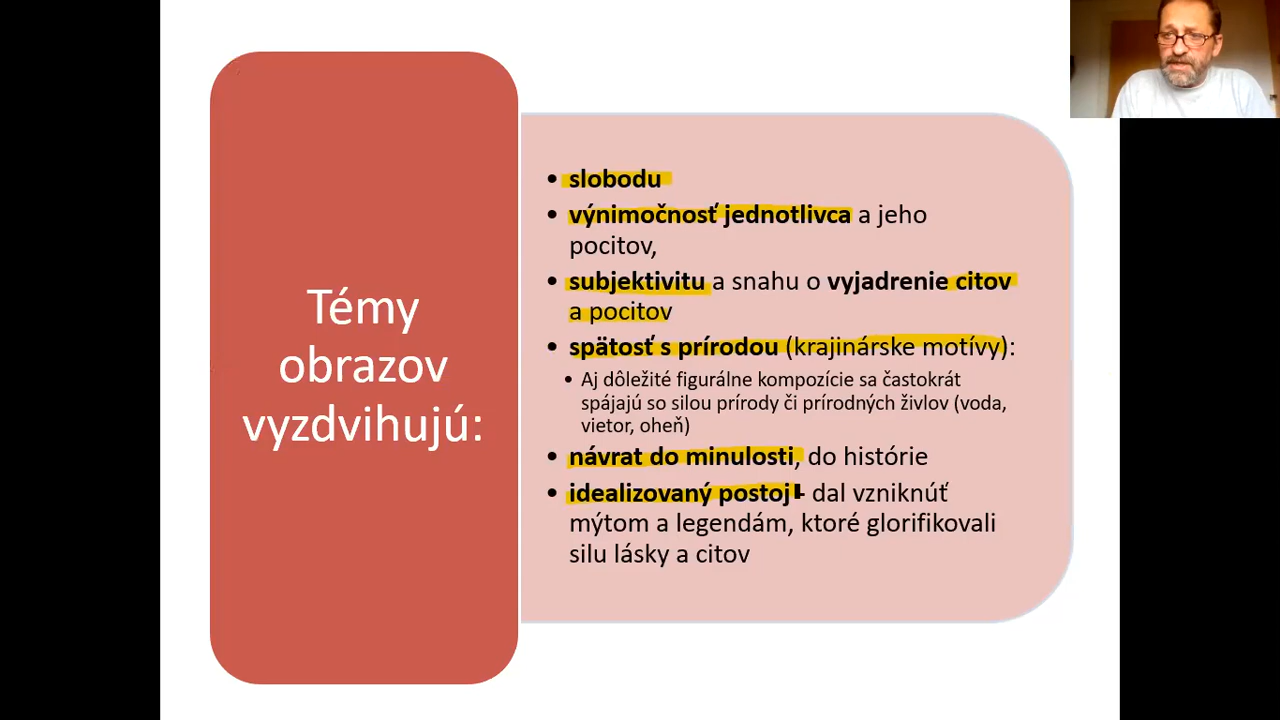 Témy
obrazov
vyzdvihujú:
• slobodu
• výnimočnosť jednotlivca a jeho
pocitov,
• subjektivitu a snahu o vyjadrenie citov
a pocitov
• spätosť s prírodou (krajinárske motívy):
• Aj dôležité figurálne kompozície sa častokrát
spájajú so silou prírody či prírodných živlov (voda,
vietor, oheň)
• návrat do minulosti, do histórie
• idealizovaný postoj - dal vzniknúť
mýtom a legendám, ktoré glorifikovali
silu lásky a citov